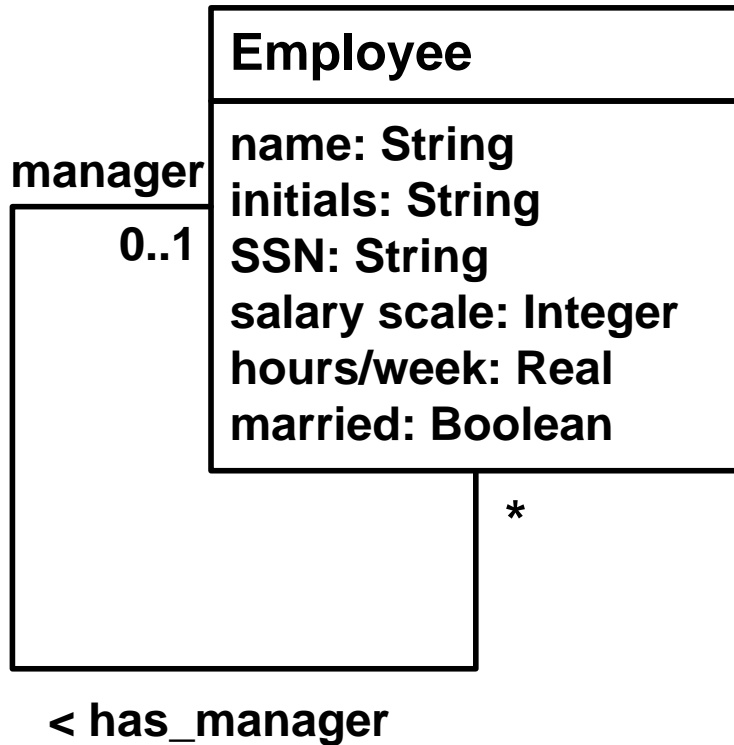 Employee
name: String
initials: String
SSN: String
salary scale: Integer
hours/week: Real
married: Boolean
manager
0..1
*
< has_manager